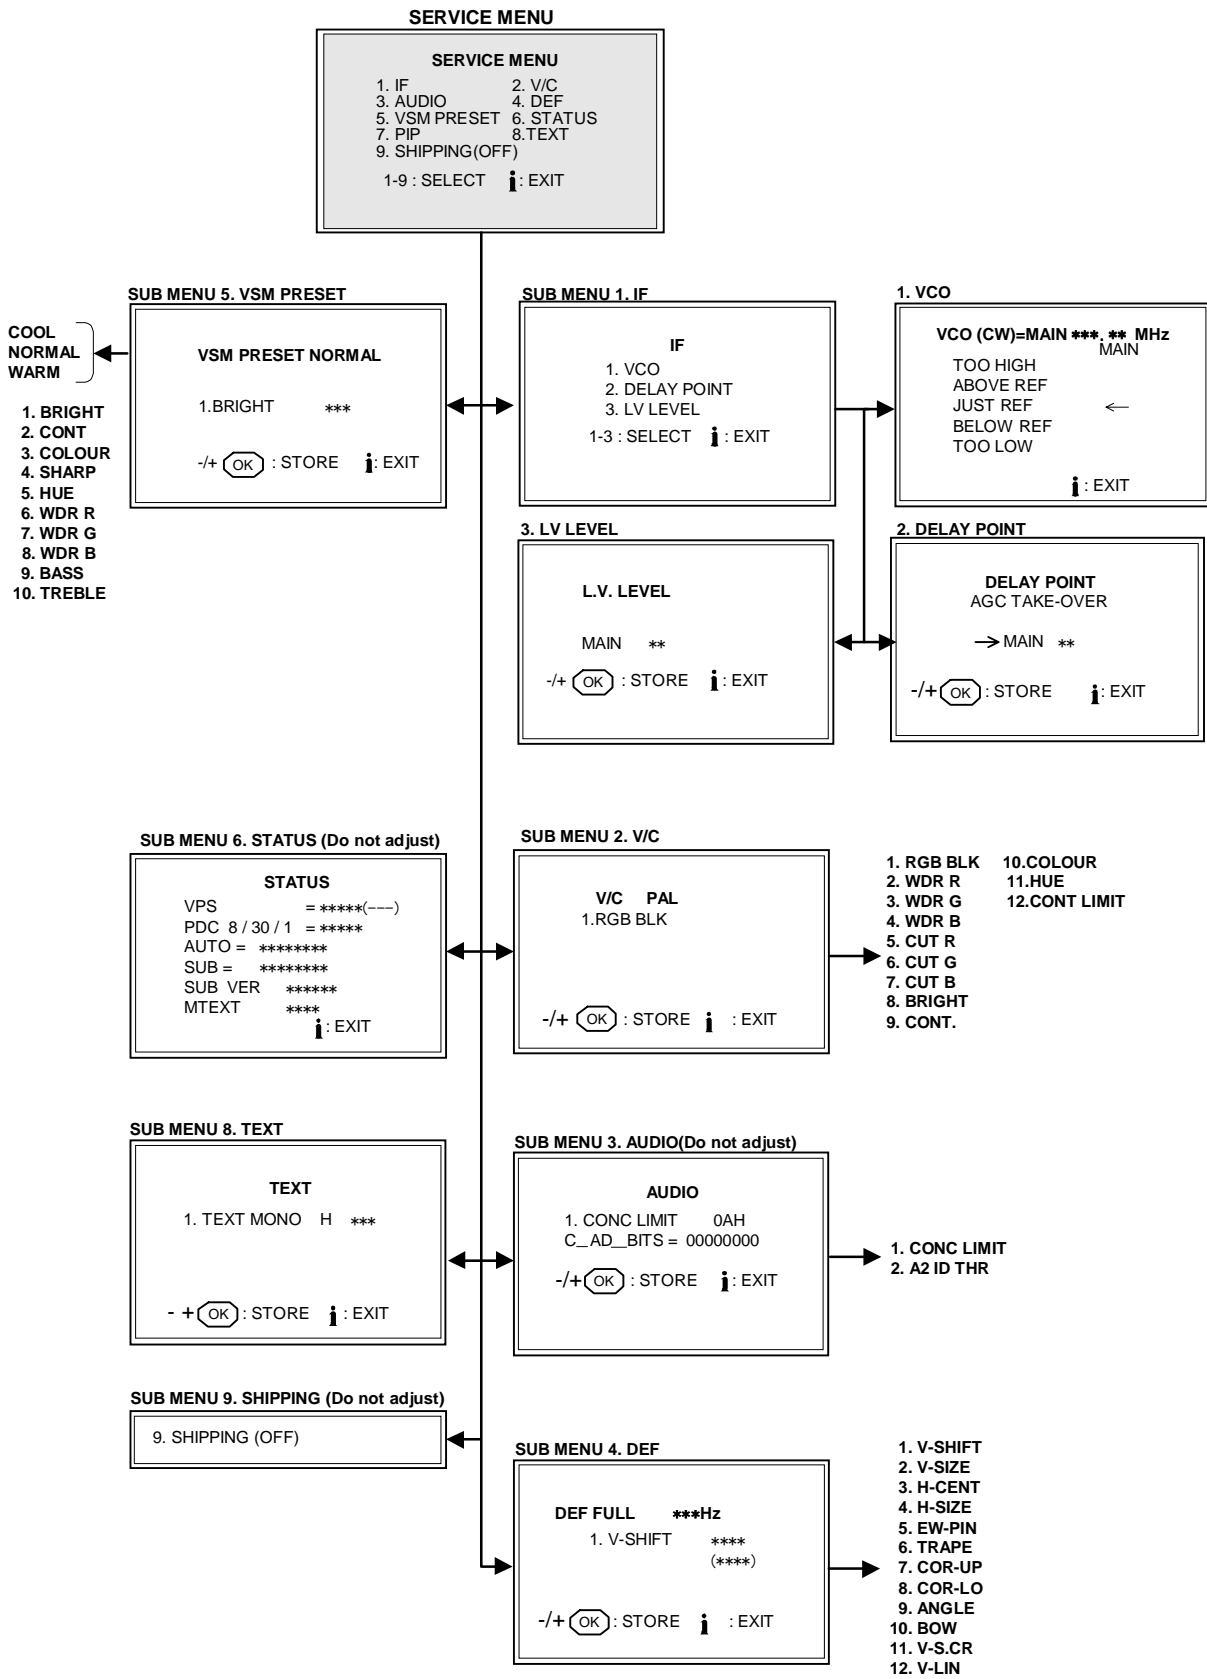 SERVICE MENU
SERVICE MENU
1. IF 2. V/C
3. AUDIO 4. DEF
5. VSM PRESET 6. STATUS
7. PIP 8.TEXT
9. SHIPPING(OFF)
1-9 : SELECT i : EXIT
SUB MENU 5. VSM PRESET
COOL
NORMAL
WARM
VSM PRESET NORMAL
1.BRIGHT ***
-/+ OK : STORE i : EXIT
1. BRIGHT
2. CONT
3. COLOUR
4. SHARP
5. HUE
6. WDR R
7. WDR G
8. WDR B
9. BASS
10. TREBLE
SUB MENU 1. IF
IF
1. VCO
2. DELAY POINT
3. LV LEVEL
1-3 : SELECT i : EXIT
1. VCO
VCO (CW)=MAIN ***. ** MHz
MAIN
TOO HIGH
ABOVE REF
JUST REF ←
BELOW REF
TOO LOW
i : EXIT
3. LV LEVEL
L.V. LEVEL
MAIN **
-/+ OK : STORE i : EXIT
2. DELAY POINT
DELAY POINT
AGC TAKE-OVER
→ MAIN **
-/+ OK : STORE i : EXIT
SUB MENU 6. STATUS (Do not adjust)
STATUS
VPS = *****(---)
PDC 8 / 30 / 1 = *****
AUTO = ********
SUB = ********
SUB VER ******
MTEXT ****
i : EXIT
SUB MENU 2. V/C
V/C PAL
1.RGB BLK
-/+ OK : STORE i : EXIT
1. RGB BLK 10.COLOUR
2. WDR R 11.HUE
3. WDR G 12.CONT LIMIT
4. WDR B
5. CUT R
6. CUT G
7. CUT B
8. BRIGHT
9. CONT.
SUB MENU 8. TEXT
TEXT
1. TEXT MONO H ***
- + OK : STORE i : EXIT
SUB MENU 3. AUDIO(Do not adjust)
AUDIO
1. CONC LIMIT 0AH
C_AD_BITS = 00000000
-/+ OK : STORE i : EXIT
1. CONC LIMIT
2. A2 ID THR
SUB MENU 9. SHIPPING (Do not adjust)
9. SHIPPING (OFF)
SUB MENU 4. DEF
DEF FULL ***Hz
1. V-SHIFT ****
(****)
-/+ OK : STORE i : EXIT
1. V-SHIFT
2. V-SIZE
3. H-CENT
4. H-SIZE
5. EW-PIN
6. TRAPE
7. COR-UP
8. COR-LO
9. ANGLE
10. BOW
11. V-S.CR
12. V-LIN